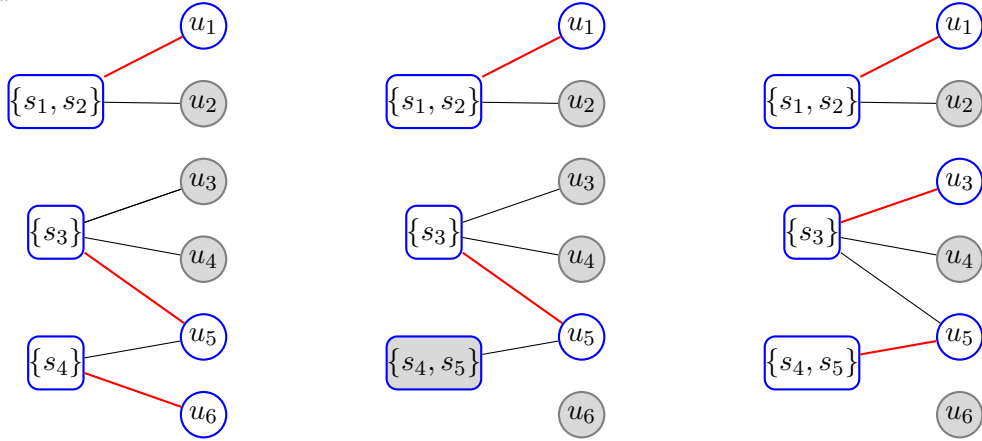 u₁ u₁ u₁
{s₁, s₂} u₂ {s₁, s₂} u₂ {s₁, s₂} u₂
u₃ u₃ u₃
{s₃} {s₃} {s₃}
u₄ u₄ u₄
u₅ u₅ u₅
{s₄} {s₄, s₅} {s₄, s₅}
u₆ u₆ u₆